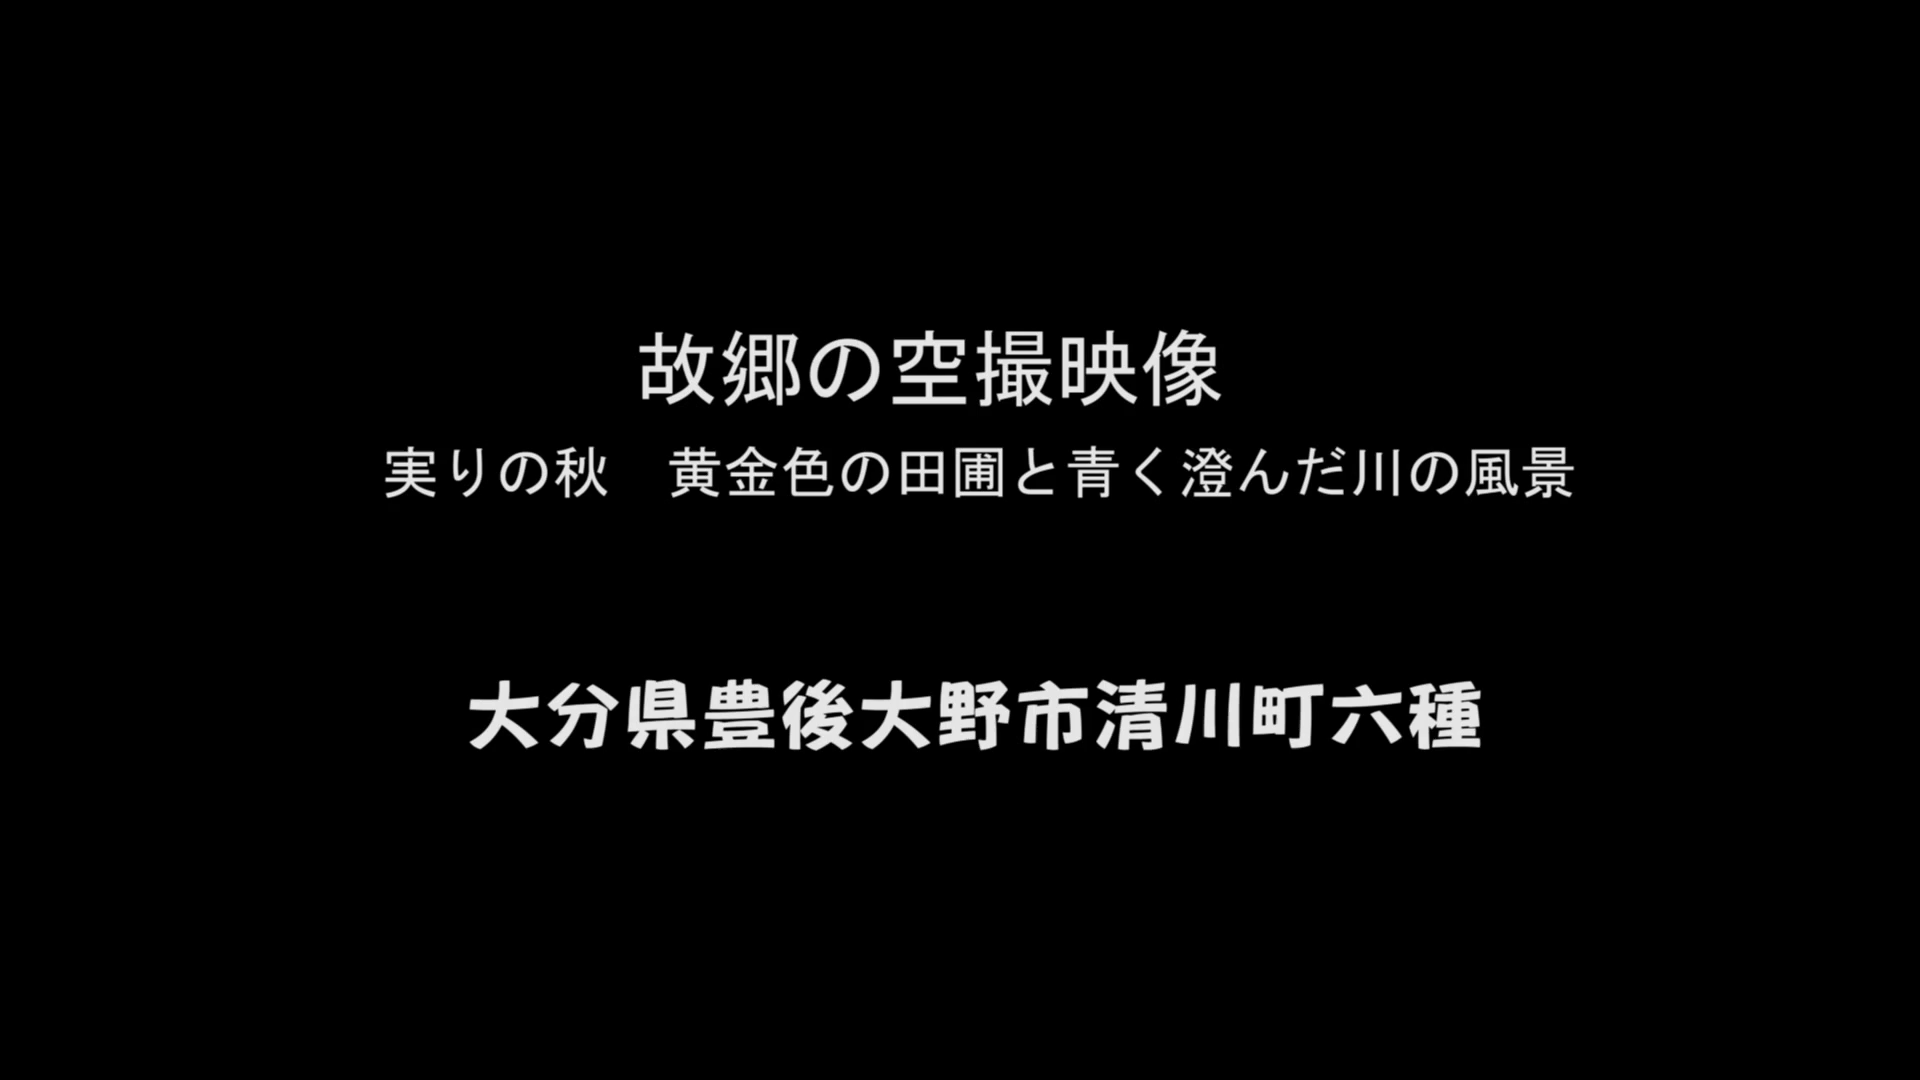 故郷の空撮映像
実りの秋　黄金色の田圃と青く澄んだ川の風景
大分県豊後大野市清川町六種